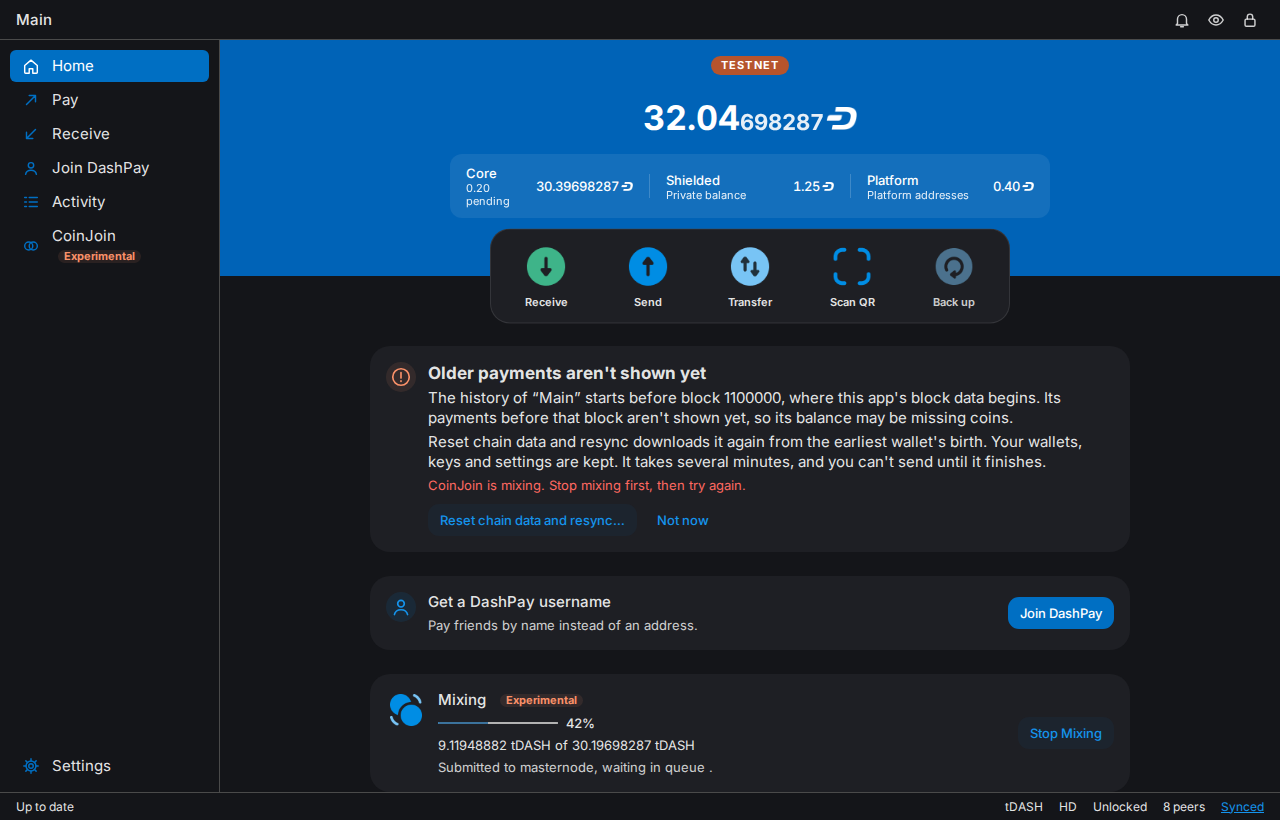 Main
Home
Pay
Receive
Join DashPay
Activity
CoinJoin
Experimental
Settings
TESTNET
32.04698287
Core
0.20
pending
30.39698287
Shielded
Private balance
1.25
Platform
Platform addresses
0.40
Receive
Send
Transfer
Scan QR
Back up
Older payments aren't shown yet
The history of “Main” starts before block 1100000, where this app's block data begins. Its
payments before that block aren't shown yet, so its balance may be missing coins.
Reset chain data and resync downloads it again from the earliest wallet's birth. Your wallets,
keys and settings are kept. It takes several minutes, and you can't send until it finishes.
CoinJoin is mixing. Stop mixing first, then try again.
Reset chain data and resync...
Not now
Get a DashPay username
Pay friends by name instead of an address.
Join DashPay
Mixing
Experimental
42%
9.11948882 tDASH of 30.19698287 tDASH
Submitted to masternode, waiting in queue .
Stop Mixing
Up to date
tDASH
HD
Unlocked
8 peers
Synced